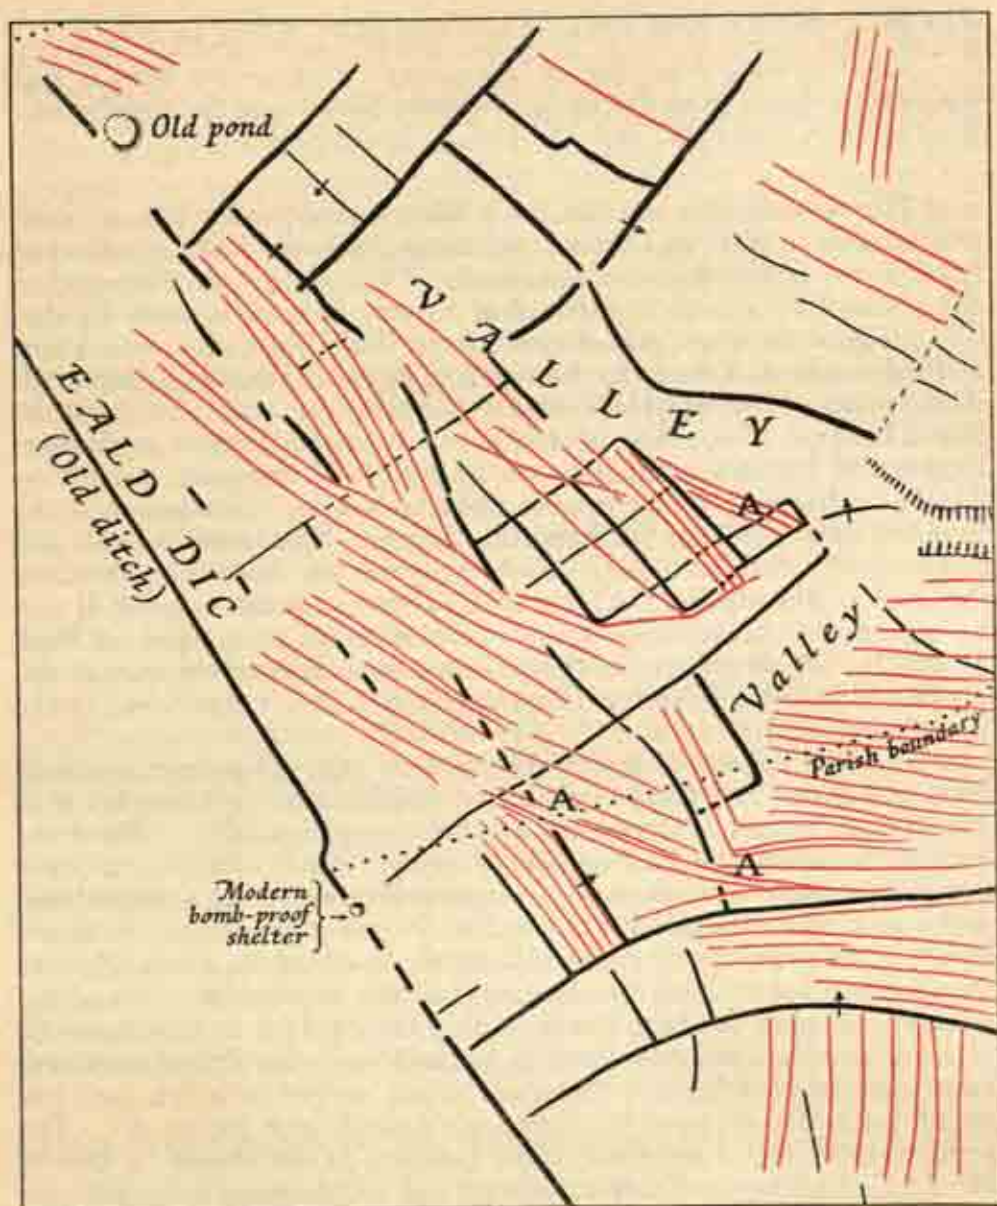 Old pond
VALLEY
EALD DIC
(Old ditch)
A
Valley
Parish boundary
A
A
Modern
bomb-proof
shelter